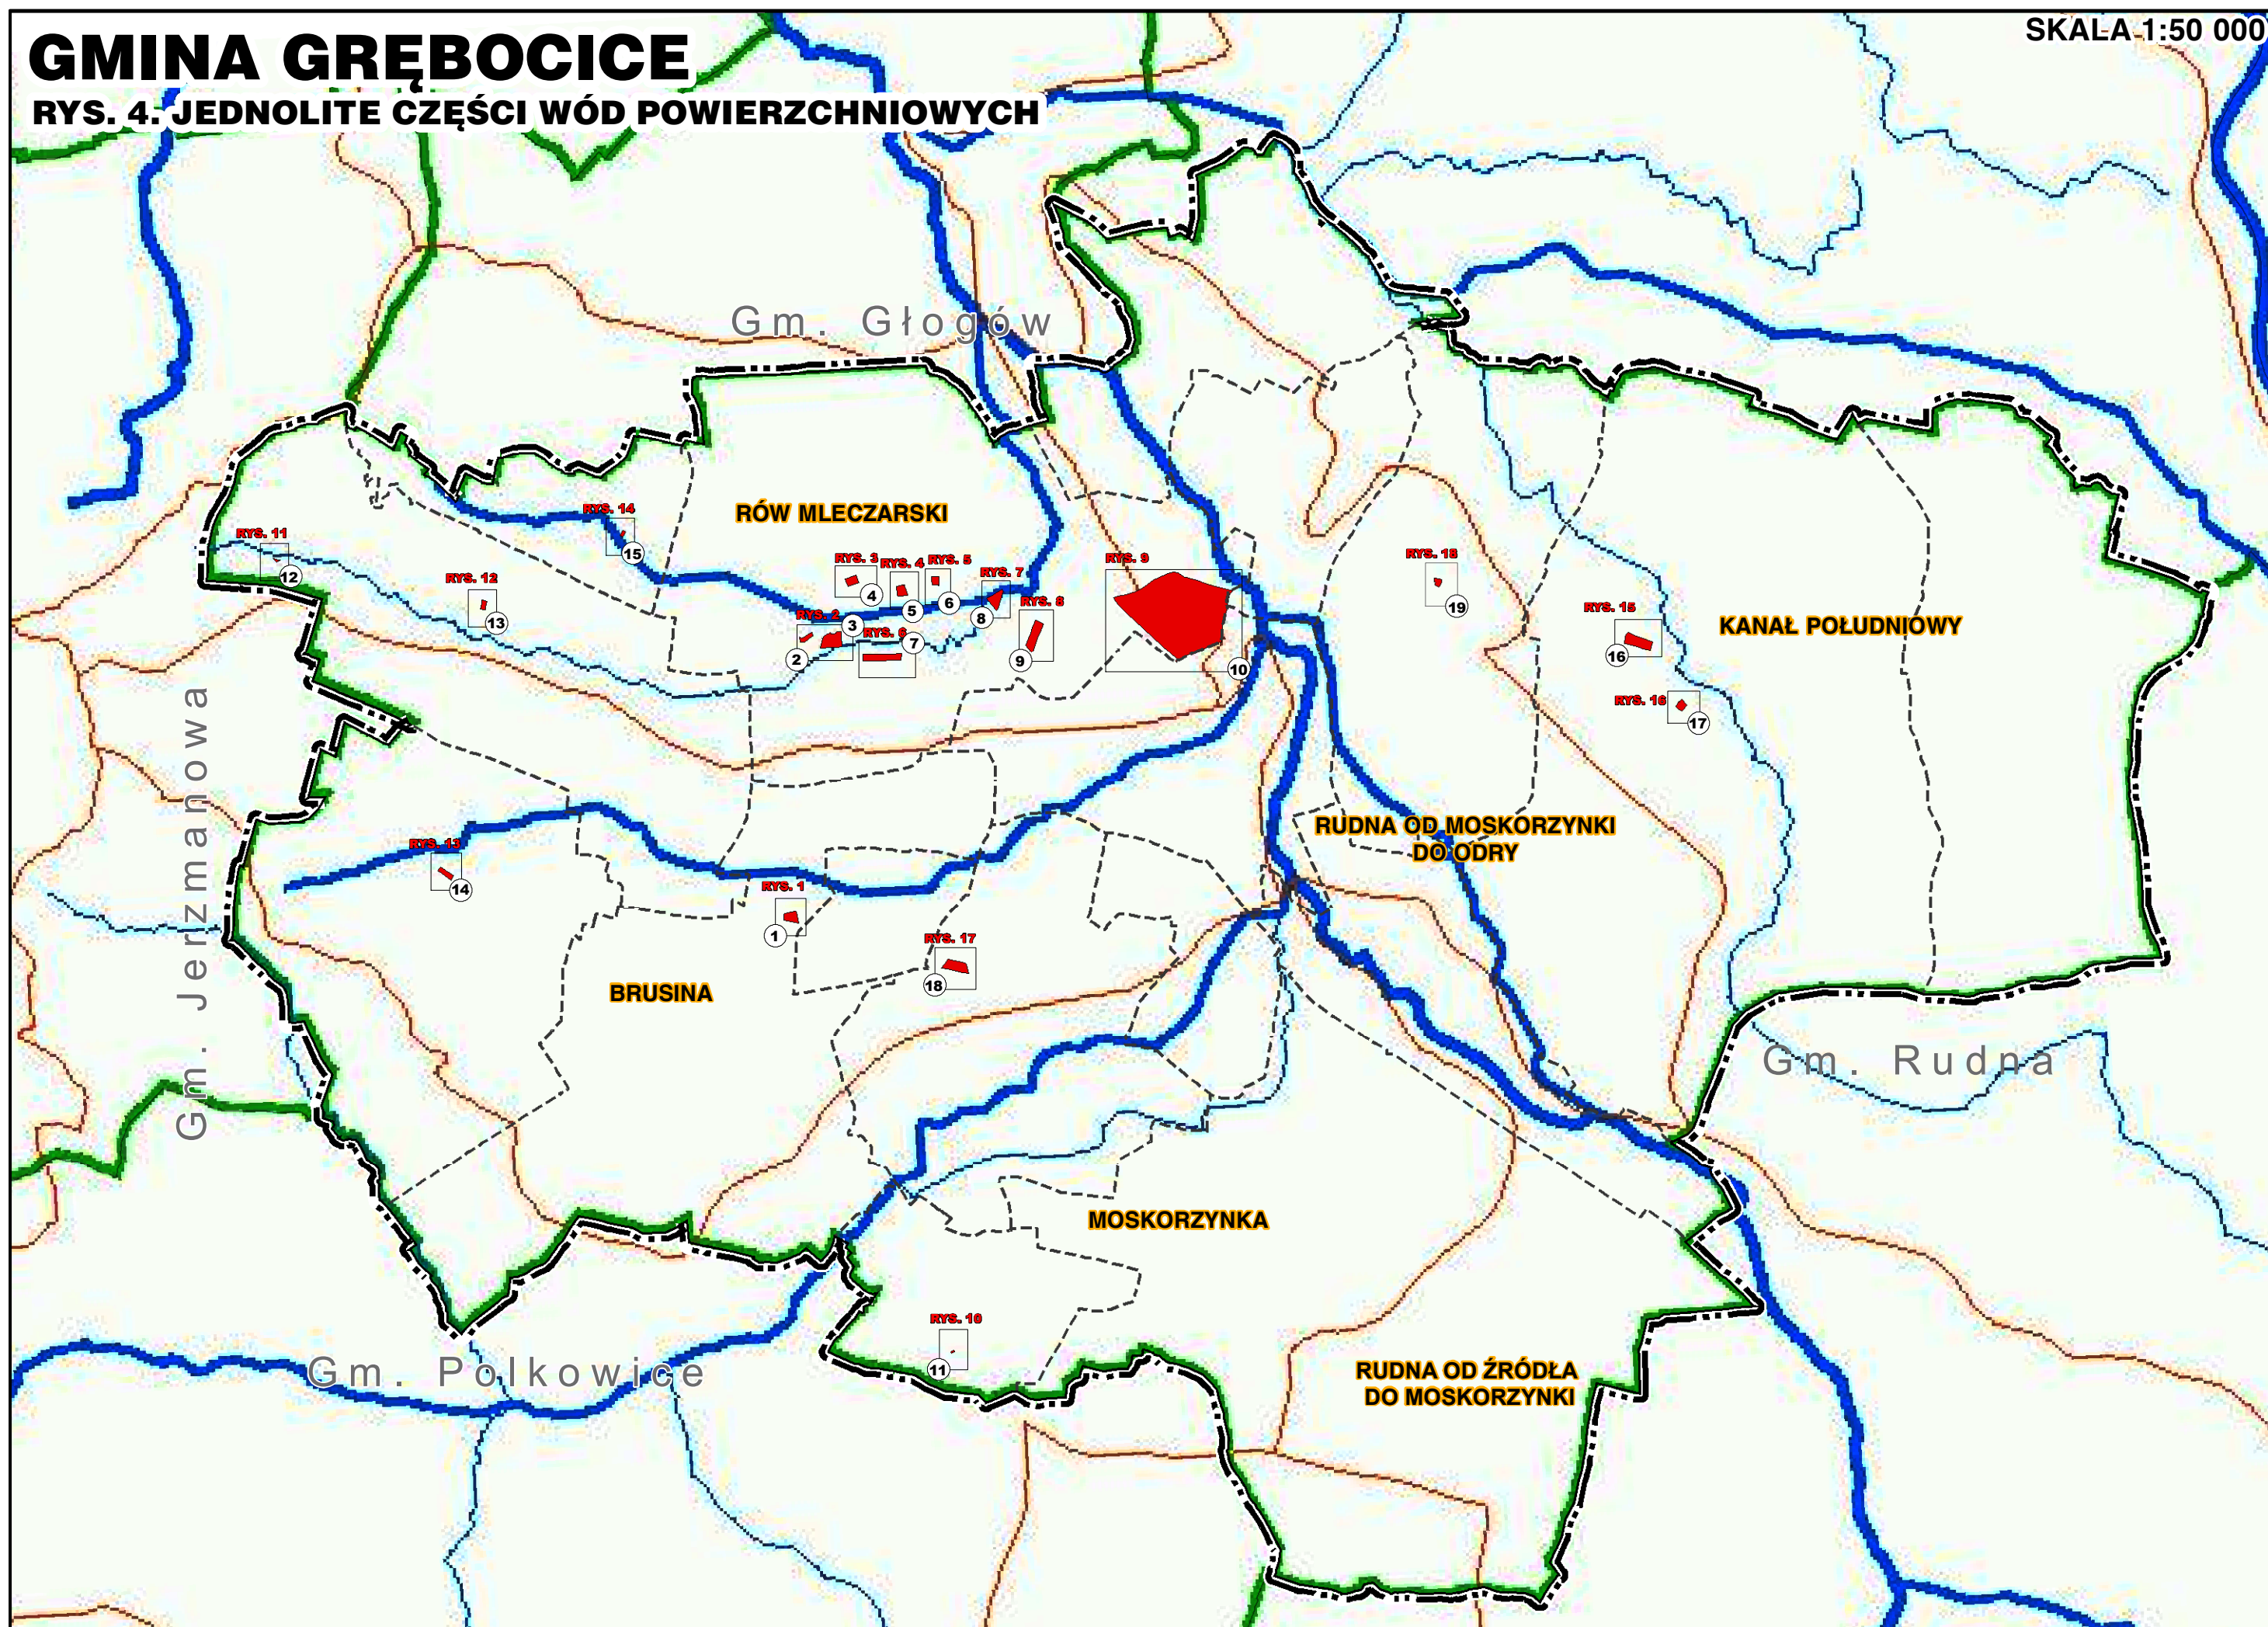 GMINA GRĘBOCICE
SKALA 1:50 000
RYS. 4. JEDNOLITE CZĘŚCI WÓD POWIERZCHNIOWYCH
Gm. Głogów
RÓW MLECZARSKI
RYS. 14
15
RYS. 11
12
RYS. 12
13
RYS. 3
4
RYS. 4
5
RYS. 5
6
RYS. 7
8
RYS. 2
2
3
RYS. 6
7
RYS. 8
9
RYS. 9
10
RYS. 18
19
RYS. 15
16
KANAŁ POŁUDNIOWY
RYS. 16
17
Gm. Jerzmanowa
RUDNA OD MOSKORZYNKI
DO ODRY
RYS. 13
14
RYS. 1
1
RYS. 17
18
BRUSINA
Gm. Rudna
MOSKORZYNKA
RYS. 10
11
Gm. Polkowice
RUDNA OD ŹRÓDŁA
DO MOSKORZYNKI